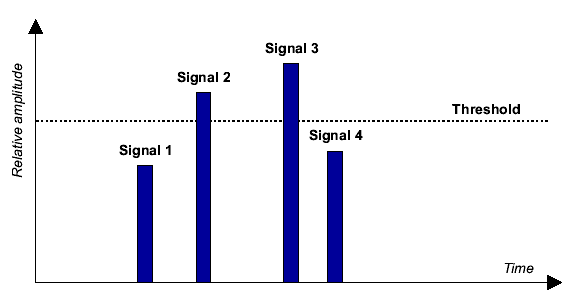 Signal 3
Signal 2
Threshold
Signal 4
Signal 1
Relative amplitude
Time